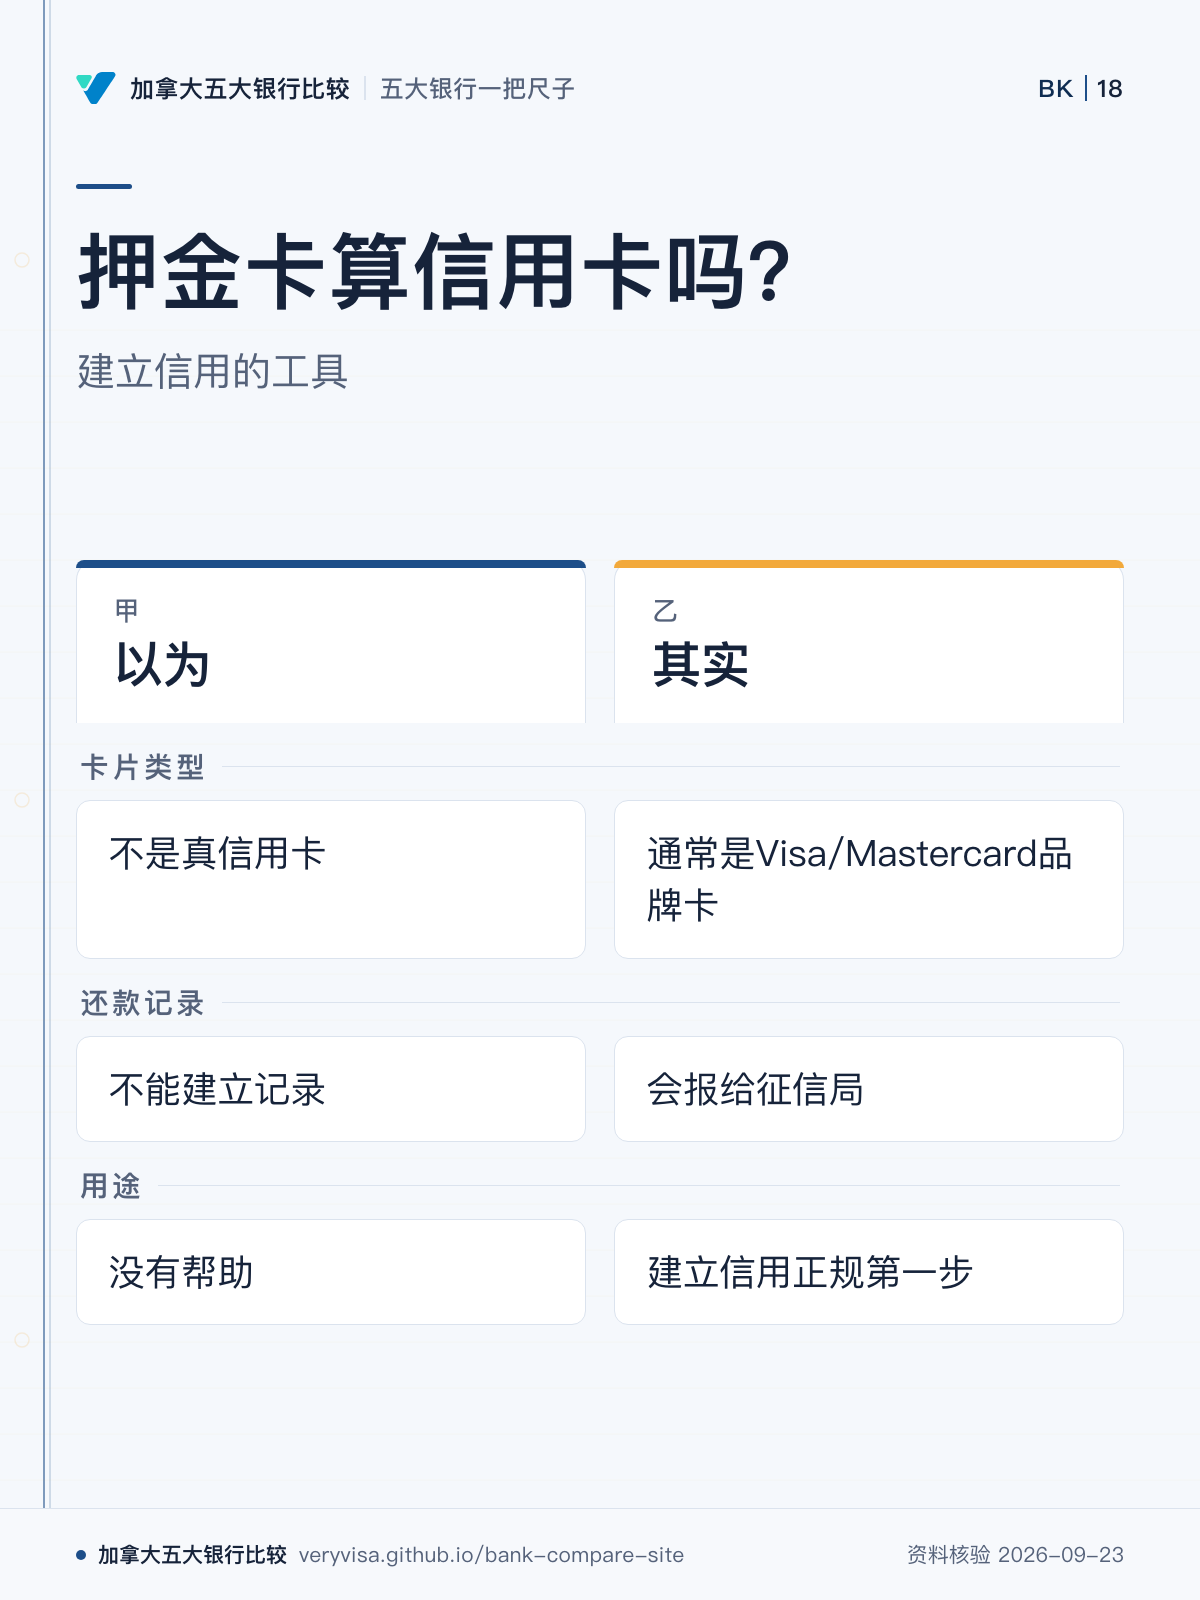 加拿大五大银行比较 五大银行一把尺子 BK 18
押金卡算信用卡吗?
建立信用的工具
甲 乙
以为 其实
卡片类型
不是真信用卡 通常是Visa/Mastercard品
牌卡
还款记录
不能建立记录 会报给征信局
用途
没有帮助 建立信用正规第一步
加拿大五大银行比较 veryvisa.github.io/bank-compare-site 资料核验 2026-09-23